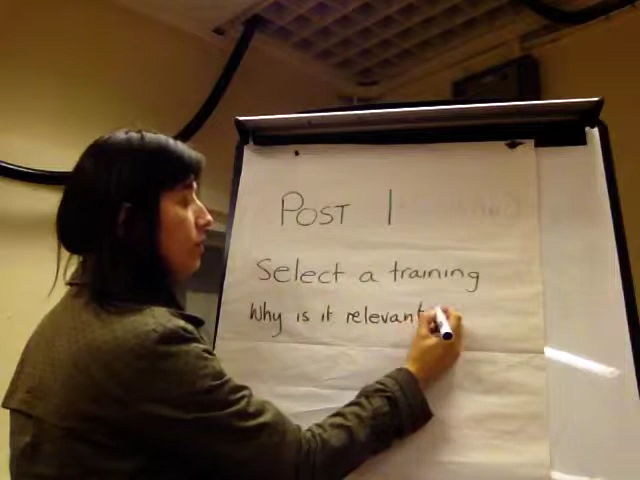 Post 1
Select a training
Why is it relevant